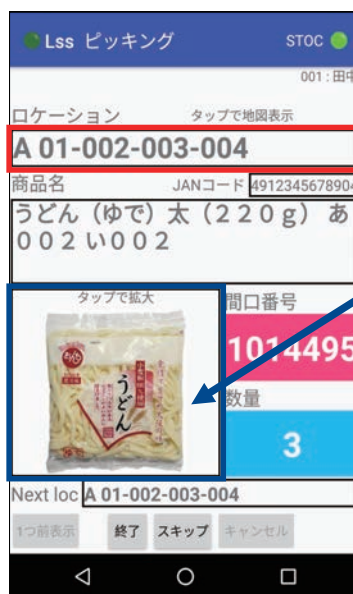 Lss ピッキング STOC
001 : 田中
ロケーション タップで地図表示
A 01-002-003-004
商品名 JANコード 4912345678904
うどん（ゆで）太（２２０ｇ） あ
００２い００２
タップで拡大 間口番号
うどん
1014495
数量
3
Next loc A 01-002-003-004
1つ前表示 終了 スキップ キャンセル